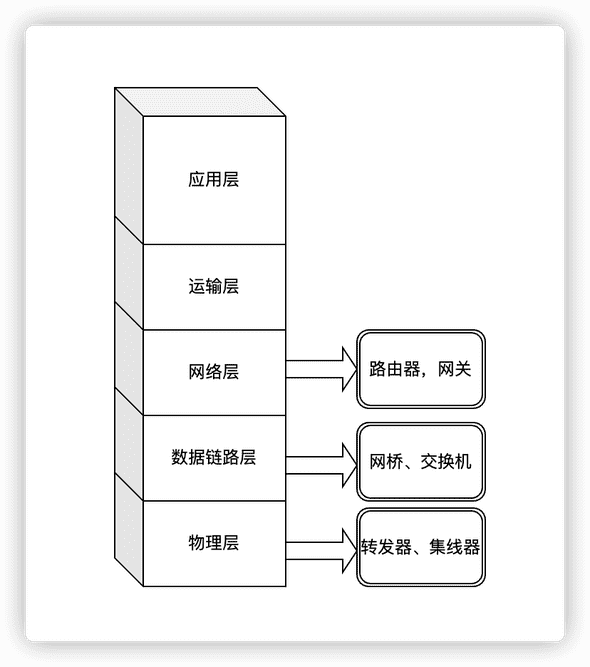 应用层
运输层
网络层
路由器，网关
数据链路层
网桥、交换机
物理层
转发器、集线器